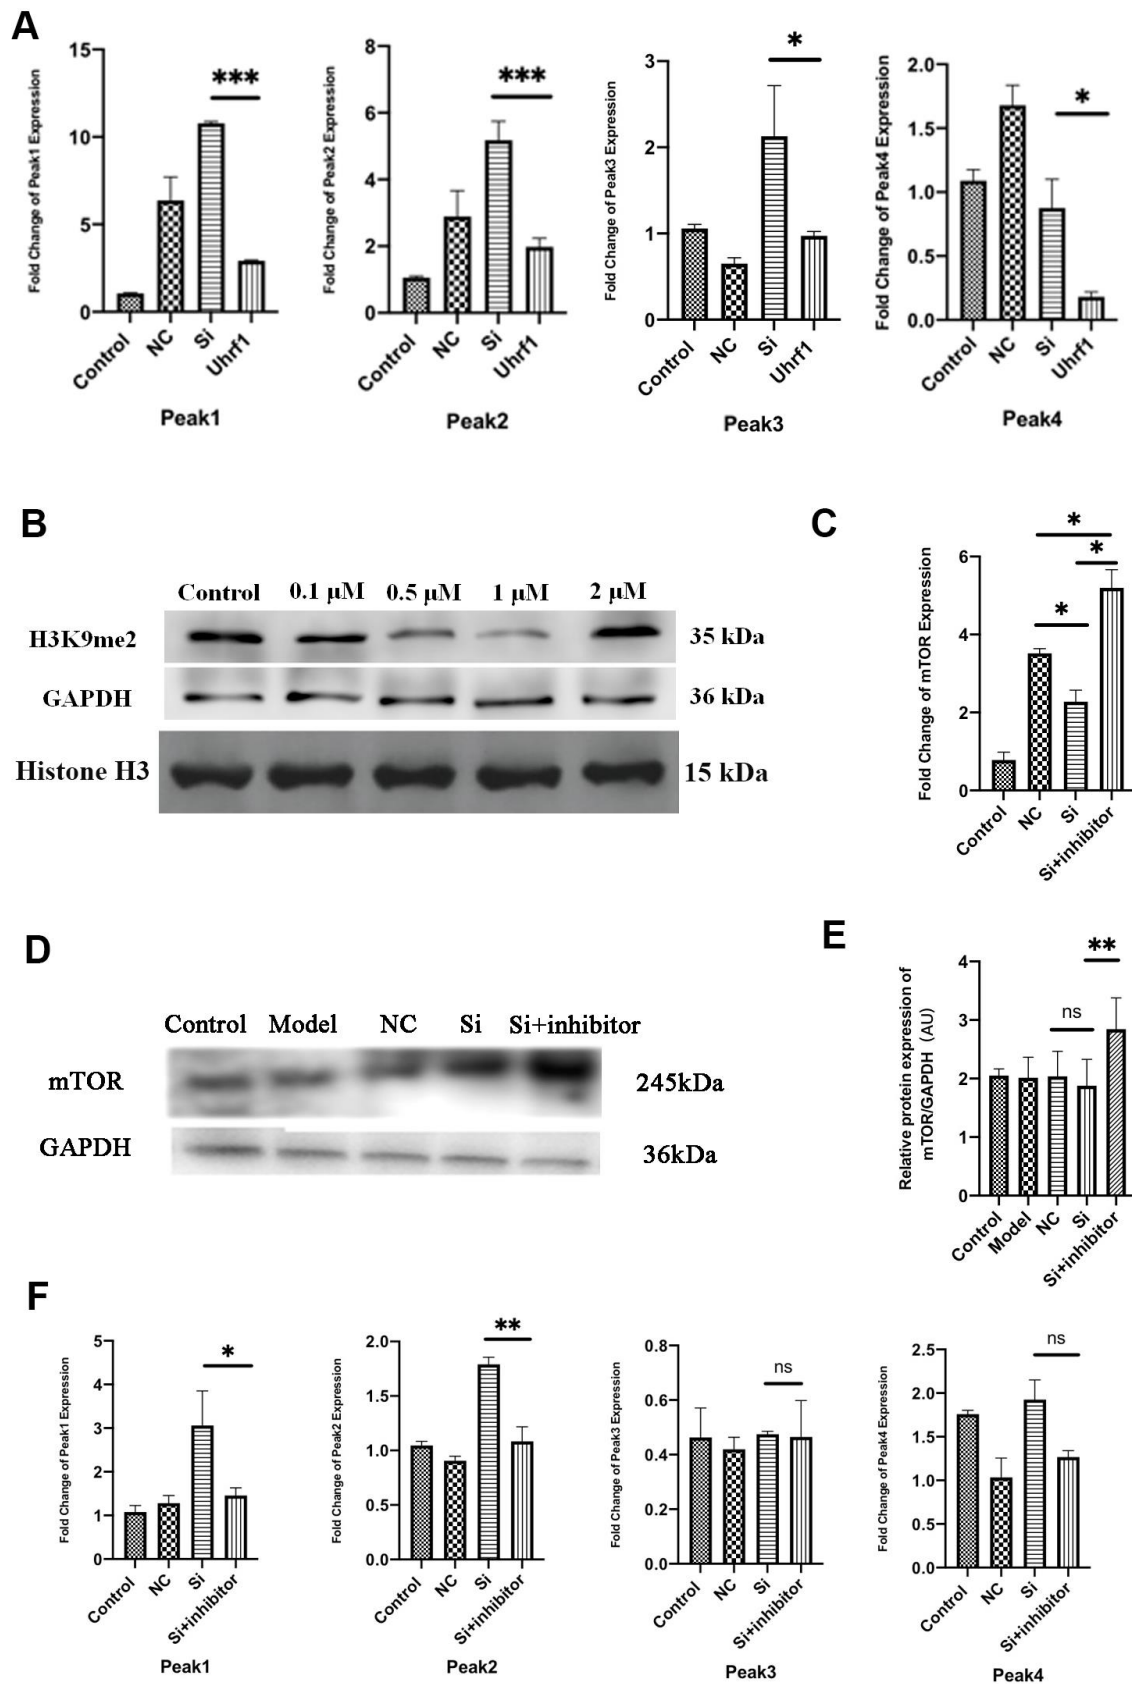 A
Fold Change of Peak1 Expression
15
10
5
0
***
Control
NC
Si
Uhrf1
Peak1
Fold Change of Peak2 Expression
8
6
4
2
0
***
Control
NC
Si
Uhrf1
Peak2
Fold Change of Peak3 Expression
3
2
1
0
*
Control
NC
Si
Uhrf1
Peak3
Fold Change of Peak4 Expression
2.0
1.5
1.0
0.5
0.0
*
Control
NC
Si
Uhrf1
Peak4
B
Control 0.1 μM 0.5 μM 1 μM 2 μM
H3K9me2 35 kDa
GAPDH 36 kDa
Histone H3 15 kDa
C
Fold Change of mTOR Expression
6
4
2
0
*
*
*
Control
NC
Si
Si+inhibitor
D
Control Model NC Si Si+inhibitor
mTOR 245kDa
GAPDH 36kDa
E
Relative protein expression of
mTOR/GAPDH (AU)
4
3
2
1
0
ns
**
Control
Model
NC
Si
Si+inhibitor
F
Fold Change of Peak1 Expression
5
4
3
2
1
0
*
Control
NC
Si
Si+inhibitor
Peak1
Fold Change of Peak2 Expression
2.0
1.5
1.0
0.5
0.0
**
Control
NC
Si
Si+inhibitor
Peak2
Fold Change of Peak3 Expression
0.8
0.6
0.4
0.2
0.0
ns
Control
NC
Si
Si+inhibitor
Peak3
Fold Change of Peak4 Expression
2.5
2.0
1.5
1.0
0.5
0.0
ns
Control
NC
Si
Si+inhibitor
Peak4